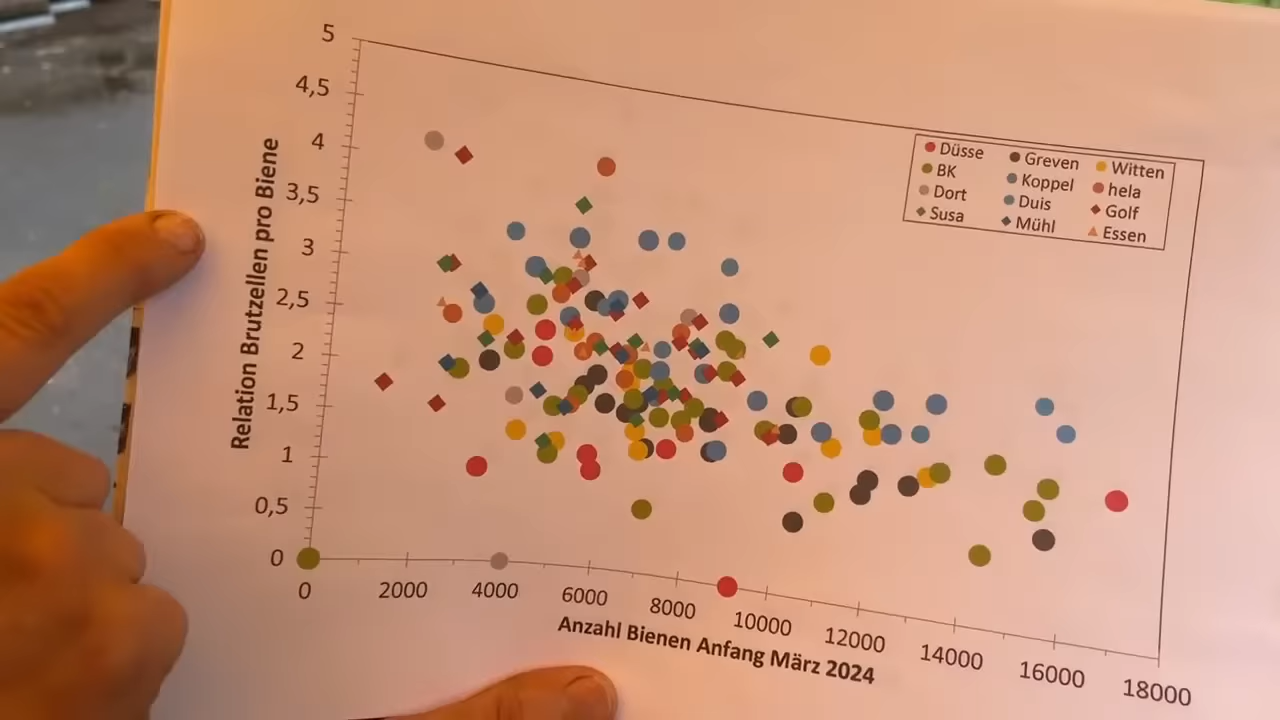 Relation Brutzellen pro Biene
5
4,5
4
3,5
3
2,5
2
1,5
1
0,5
0
Düsse Greven Witten
BK Koppel hela
Dort Duis Golf
Susa Mühl Essen
0 2000 4000 6000 8000 10000 12000 14000 16000 18000
Anzahl Bienen Anfang März 2024